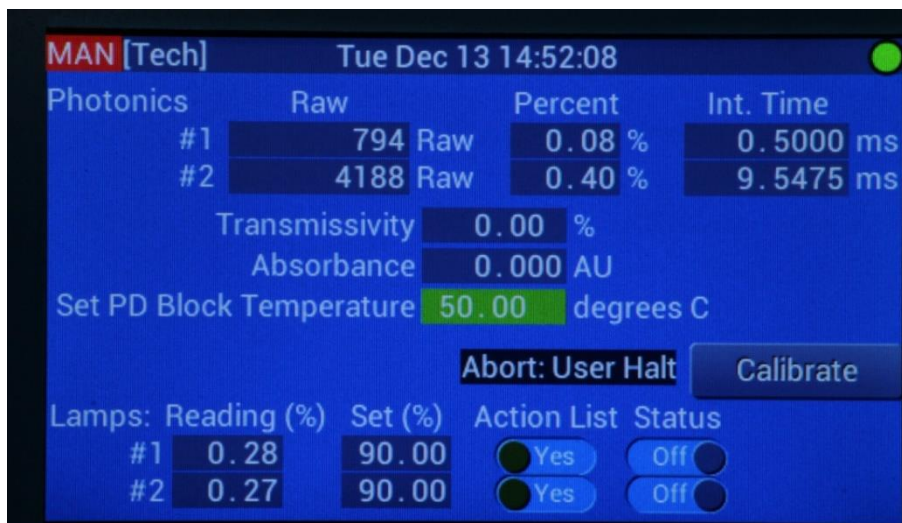 MAN [Tech] Tue Dec 13 14:52:08
Photonics Raw Percent Int. Time
#1 794 Raw 0.08 % 0.5000 ms
#2 4188 Raw 0.40 % 9.5475 ms
Transmissivity 0.00 %
Absorbance 0.000 AU
Set PD Block Temperature 50.00 degrees C
Abort: User Halt Calibrate
Lamps: Reading (%) Set (%) Action List Status
#1 0.28 90.00 Yes Off
#2 0.27 90.00 Yes Off